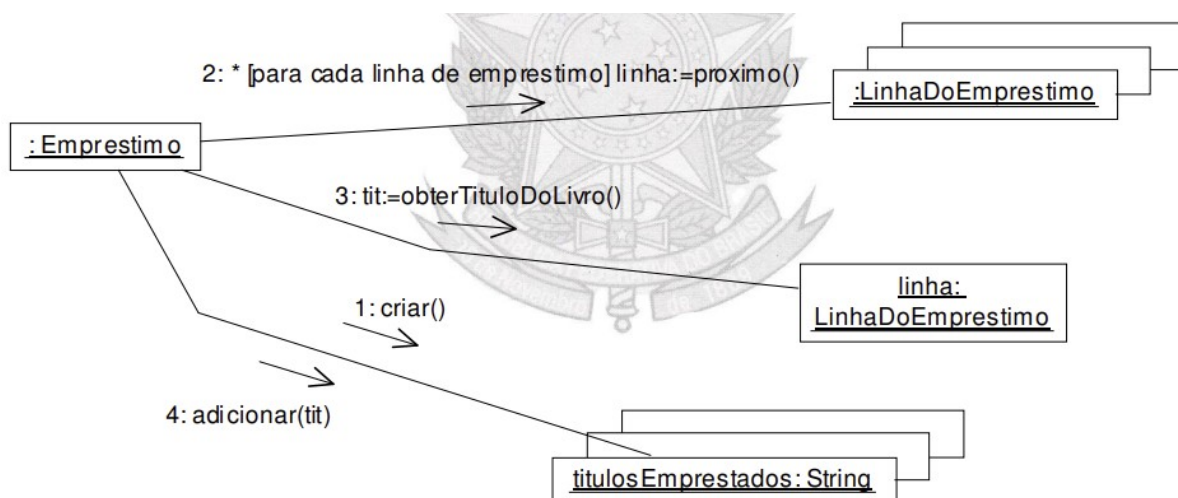 2: * [para cada linha de emprestimo] linha:=proximo()
:LinhaDoEmprestimo
: Emprestimo
3: tit:=obterTituloDoLivro()
linha:
LinhaDoEmprestimo
1: criar()
4: adicionar(tit)
titulosEmprestados: String